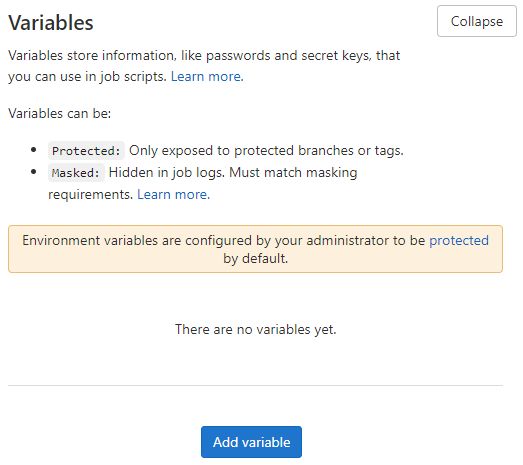 Variables
Collapse
Variables store information, like passwords and secret keys, that
you can use in job scripts. Learn more.
Variables can be:
• Protected: Only exposed to protected branches or tags.
• Masked: Hidden in job logs. Must match masking
requirements. Learn more.
Environment variables are configured by your administrator to be protected
by default.
There are no variables yet.
Add variable